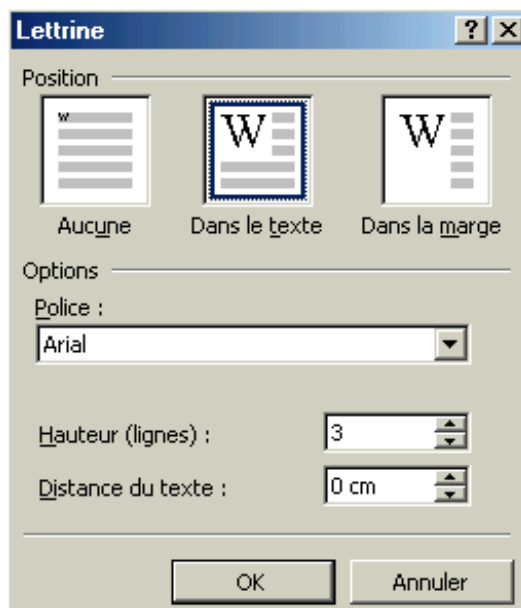 Lettrine
Position
w W W
Aucune Dans le texte Dans la marge
Options
Police :
Arial
Hauteur (lignes) : 3
Distance du texte : 0 cm
OK Annuler